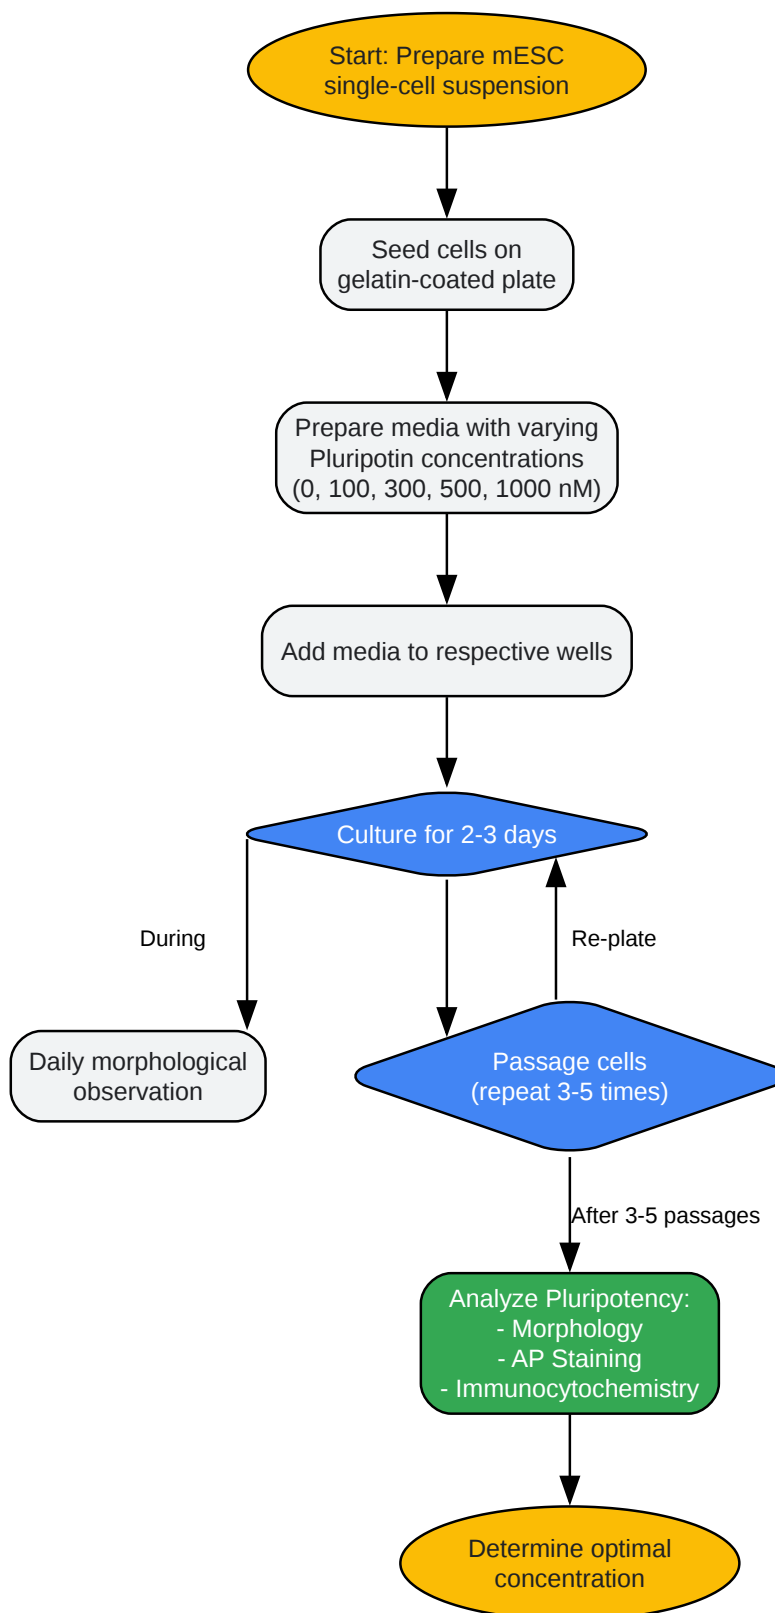 Start: Prepare mESC
single-cell suspension
Seed cells on
gelatin-coated plate
Prepare media with varying
Pluripotin concentrations
(0, 100, 300, 500, 1000 nM)
Add media to respective wells
Culture for 2-3 days
During
Re-plate
Daily morphological
observation
Passage cells
(repeat 3-5 times)
After 3-5 passages
Analyze Pluripotency:
- Morphology
- AP Staining
- Immunocytochemistry
Determine optimal
concentration